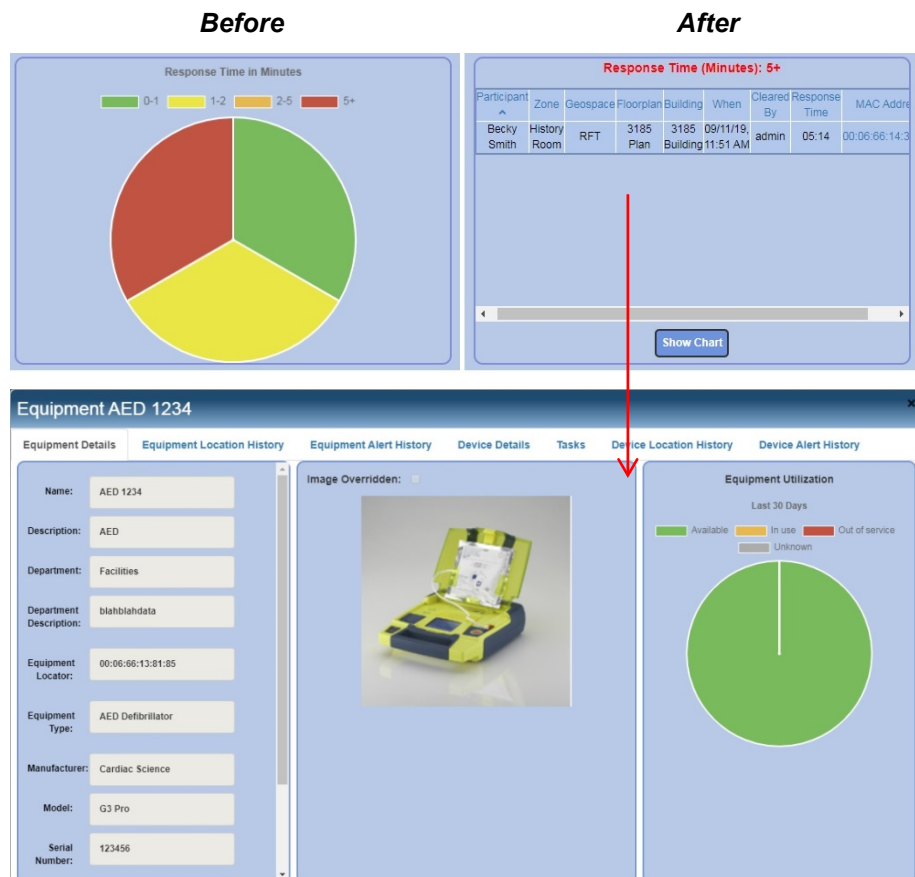 Before
After
Response Time in Minutes
0-1 1-2 2-5 5+
Response Time (Minutes): 5+
Participant Zone Geospace Floorplan Building When Cleared By Response Time MAC Addre
Becky Smith History Room RFT 3185 Plan 3185 Building 09/11/19, 11:51 AM admin 05:14 00:06:66:14:3
Show Chart
Equipment AED 1234
×
Equipment Details Equipment Location History Equipment Alert History Device Details Tasks Device Location History Device Alert History
Name: AED 1234
Description: AED
Department: Facilities
Department Description: blahblahdata
Equipment Locator: 00:06:66:13:81:85
Equipment Type: AED Defibrillator
Manufacturer: Cardiac Science
Model: G3 Pro
Serial Number: 123456
Image Overridden:
Equipment Utilization
Last 30 Days
Available In use Out of service
Unknown